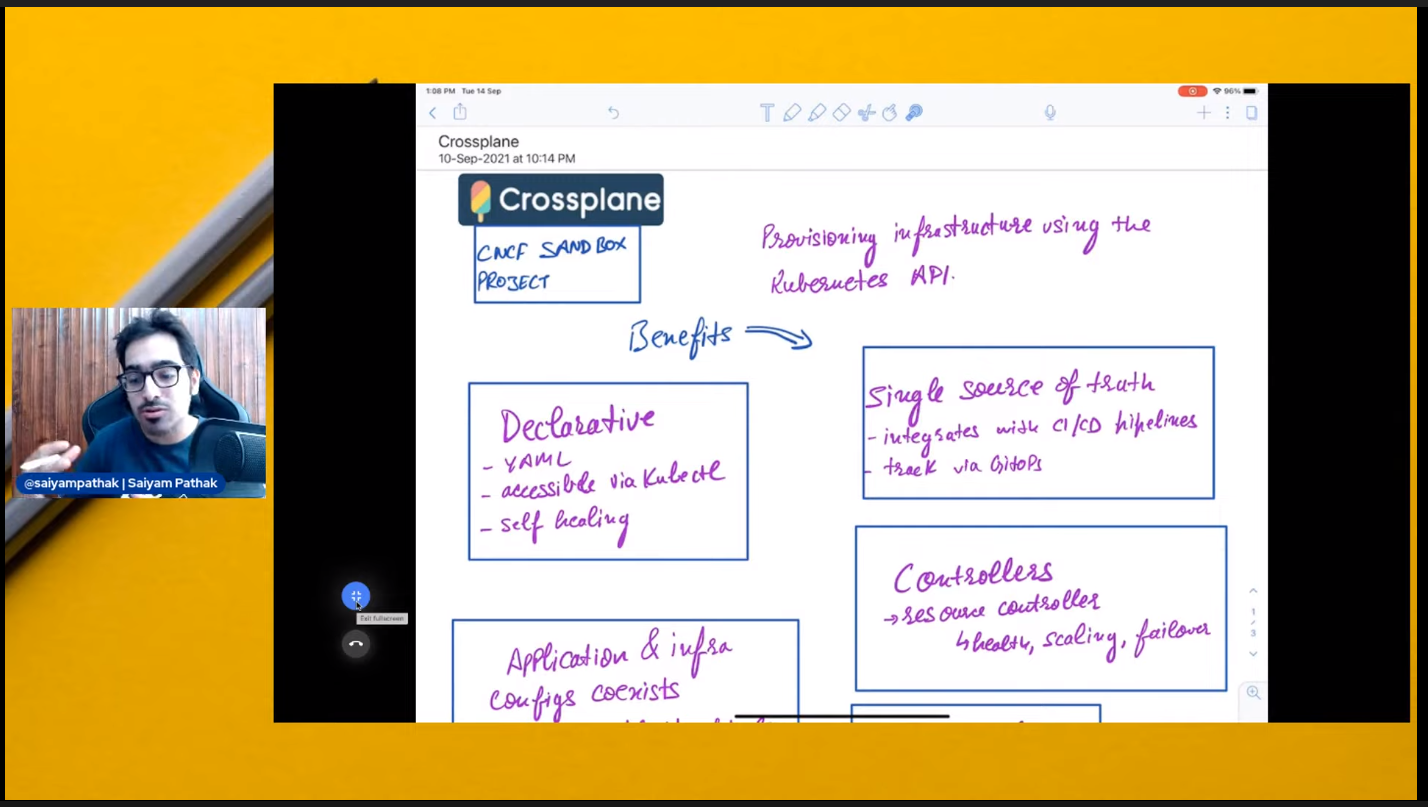 1:08 PM Tue 14 Sep
96%
Crossplane
10-Sep-2021 at 10:14 PM
Crossplane
CNCF SANDBOX
PROJECT
Provisioning infrastructure using the
Kubernetes API.
Benefits
Declarative
- YAML
- accessible via Kubectl
- self healing
Single source of truth
- integrates with CI/CD pipelines
- track via GitOps
Controllers
→ resource controller
↳ health, scaling, failover
Application & infra
configs coexists
1
/
3
@saiyampathak | Saiyam Pathak
Exit fullscreen